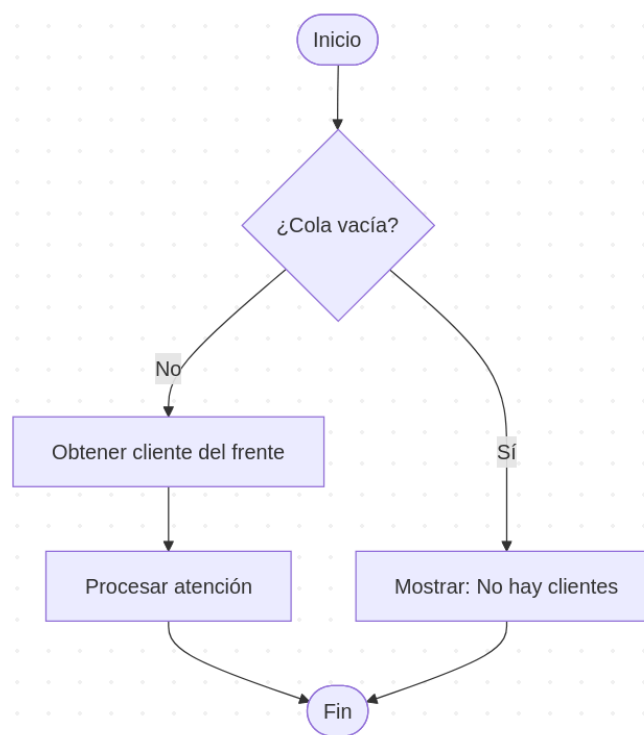 Inicio
¿Cola vacía?
No
Obtener cliente del frente
Sí
Procesar atención
Mostrar: No hay clientes
Fin